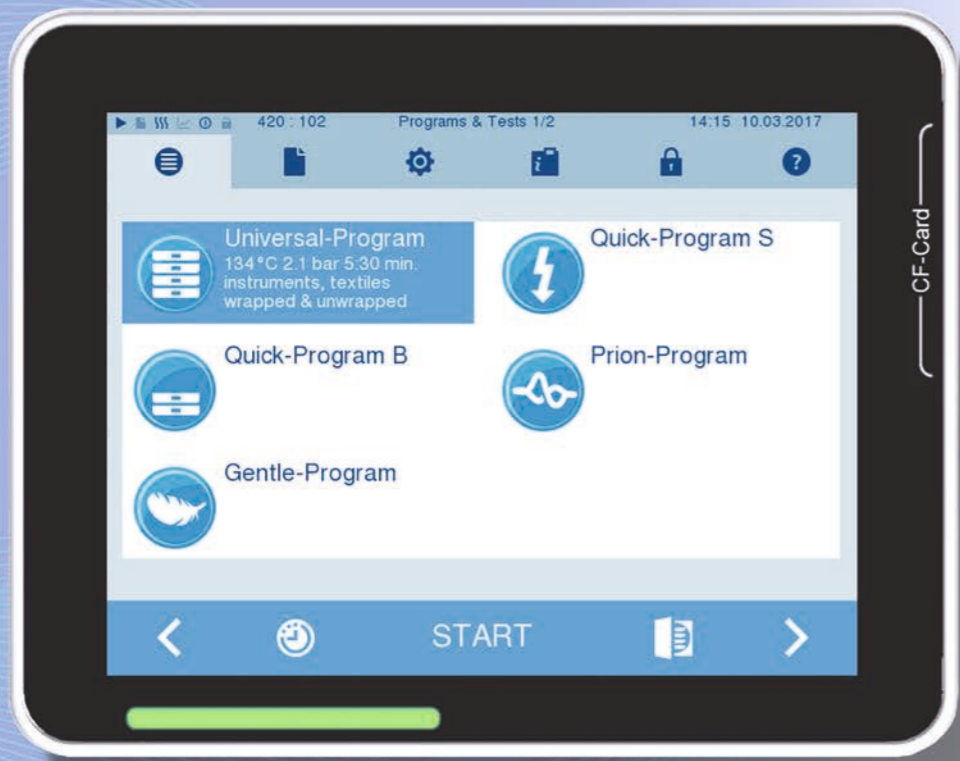 420 : 102
Programs & Tests 1/2
14:15 10.03.2017
Universal-Program
134°C 2.1 bar 5:30 min.
instruments, textiles
wrapped & unwrapped
Quick-Program S
Quick-Program B
Prion-Program
Gentle-Program
START
CF-Card